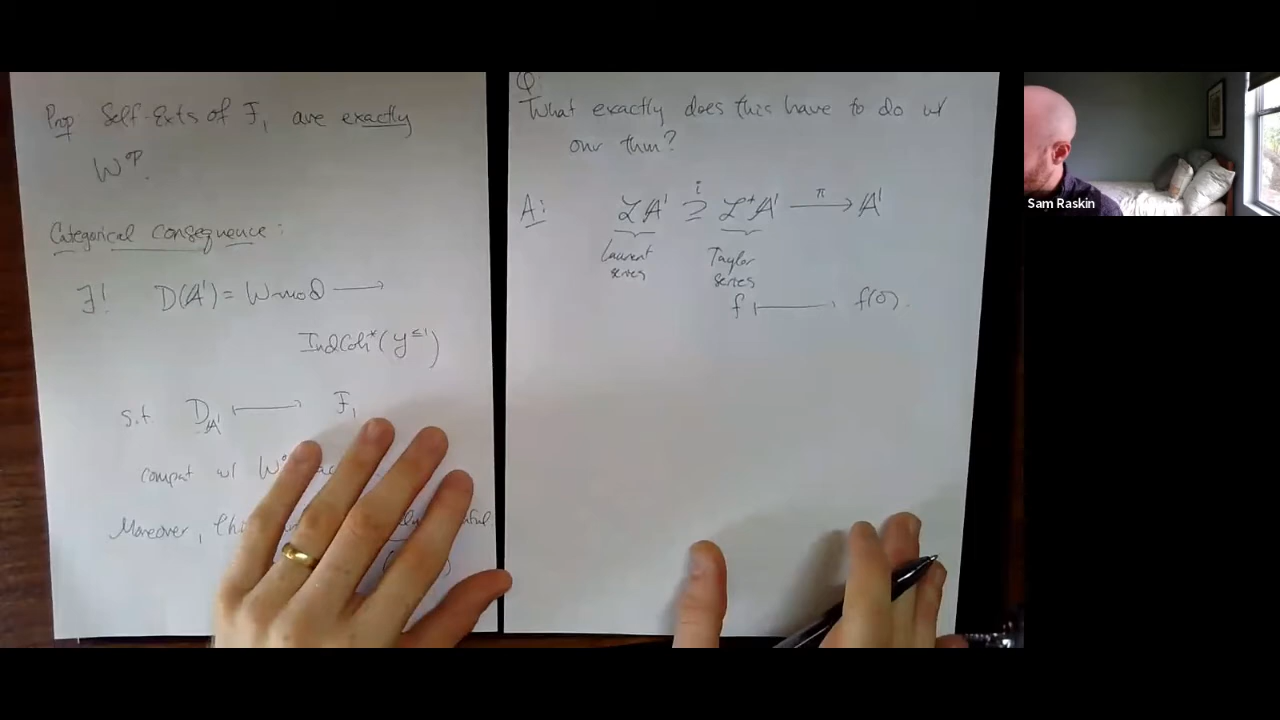 Prop Self-Exts of F₁ are exactly
W^op.
Categorical consequence:
∃! D(A¹) = W-mod ⟶
IndCoh*(Y^≤1)
s.t D_A¹ ⟼ F₁
compat w/
Moreover,
Q:
What exactly does this have to do w/
our thm?
A: 𝓛A¹ ⊇ 𝓛⁺A¹ ⟶ A¹
i
π
Laurent series
Taylor series
f ⟼ f(0).
Sam Raskin